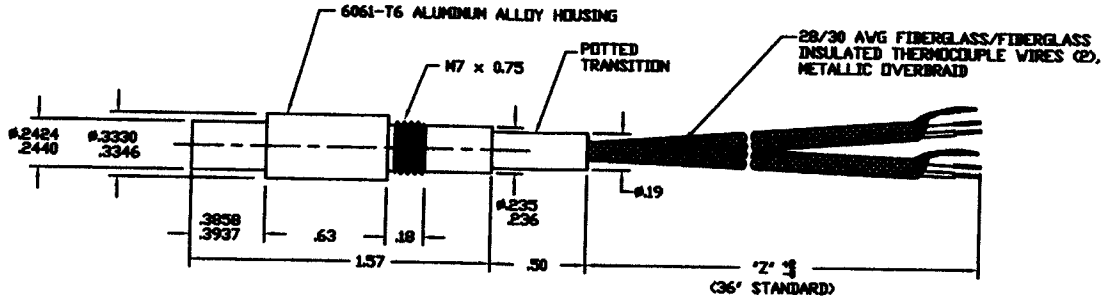 6061-T6 ALUMINUM ALLOY HOUSING
28/30 AWG FIBERGLASS/FIBERGLASS
INSULATED THERMOCOUPLE WIRES (2),
METALLIC OVERBRAID
POTTED
TRANSITION
M7 x 0.75
Ø.2424
.2440
Ø.3330
.3346
Ø.19
Ø.235
.236
.3858
.3937
.63
.18
1.57
.50
"Z"
(36" STANDARD)